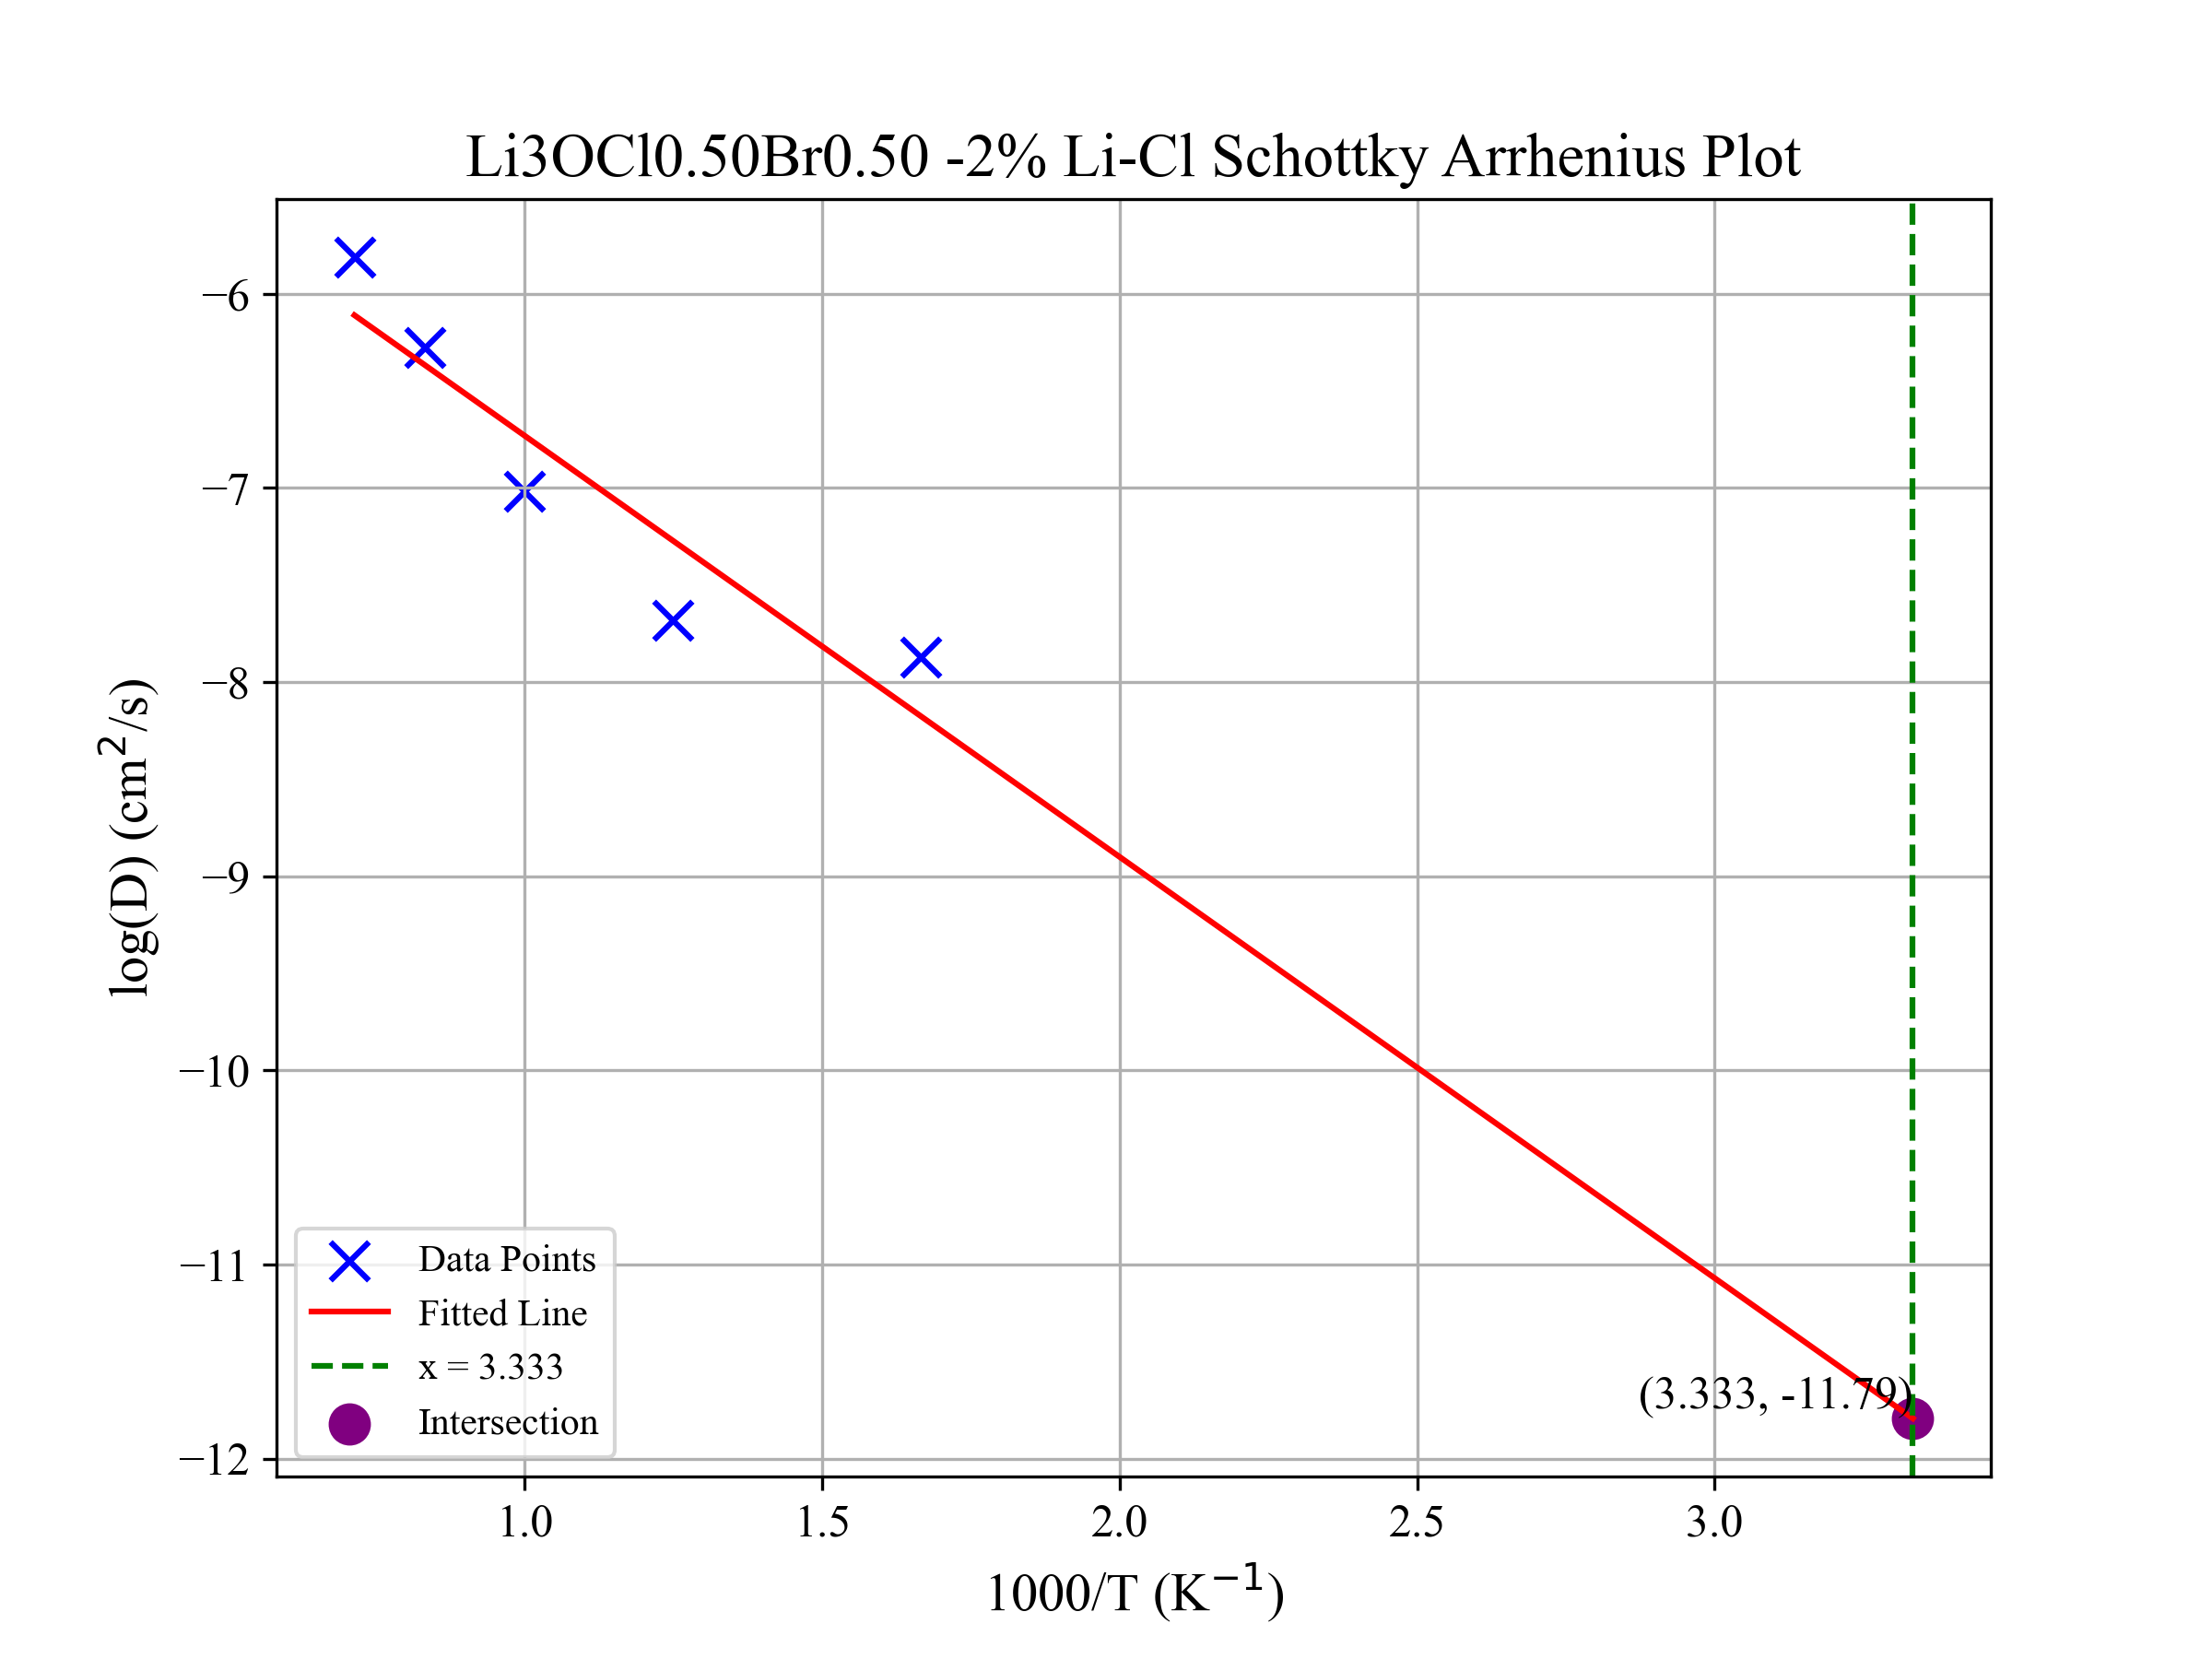 Li3OCl0.50Br0.50 -2% Li-Cl Schottky Arrhenius Plot
log(D) (cm²/s)
−6
−7
−8
−9
−10
−11
−12
(3.333, -11.79)
Data Points
Fitted Line
x = 3.333
Intersection
1.0 1.5 2.0 2.5 3.0
1000/T (K⁻¹)